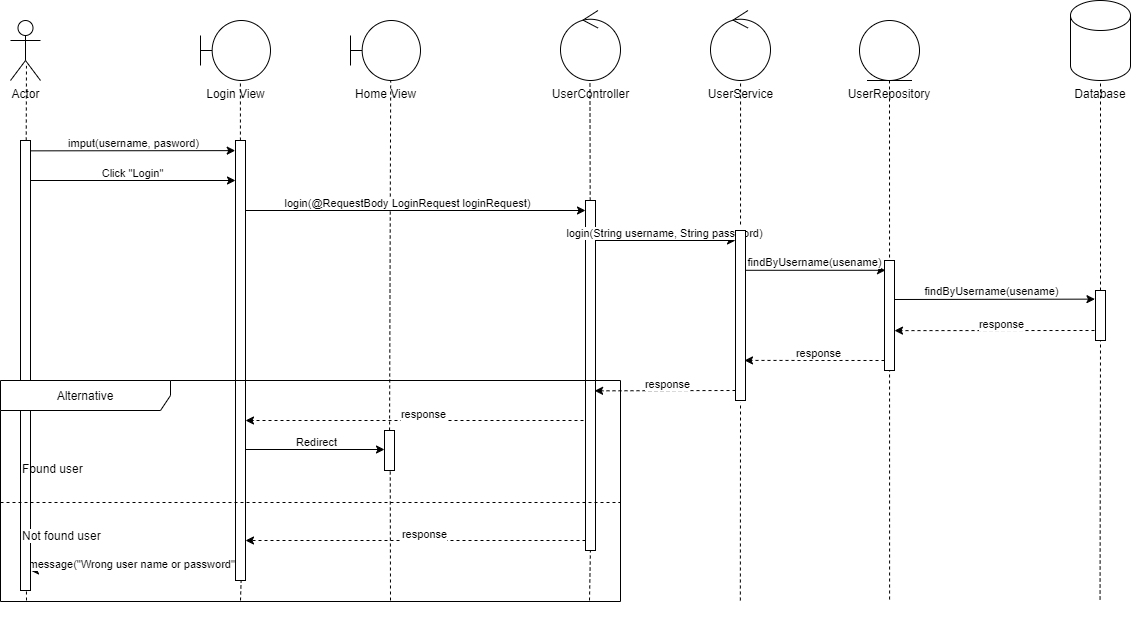 Actor
Login View
Home View
UserController
UserService
UserRepository
Database
imput(username, pasword)
Click "Login"
login(@RequestBody LoginRequest loginRequest)
login(String username, String password)
findByUsername(usename)
findByUsername(usename)
response
response
response
Alternative
response
Redirect
Found user
Not found user
response
message("Wrong user name or password"